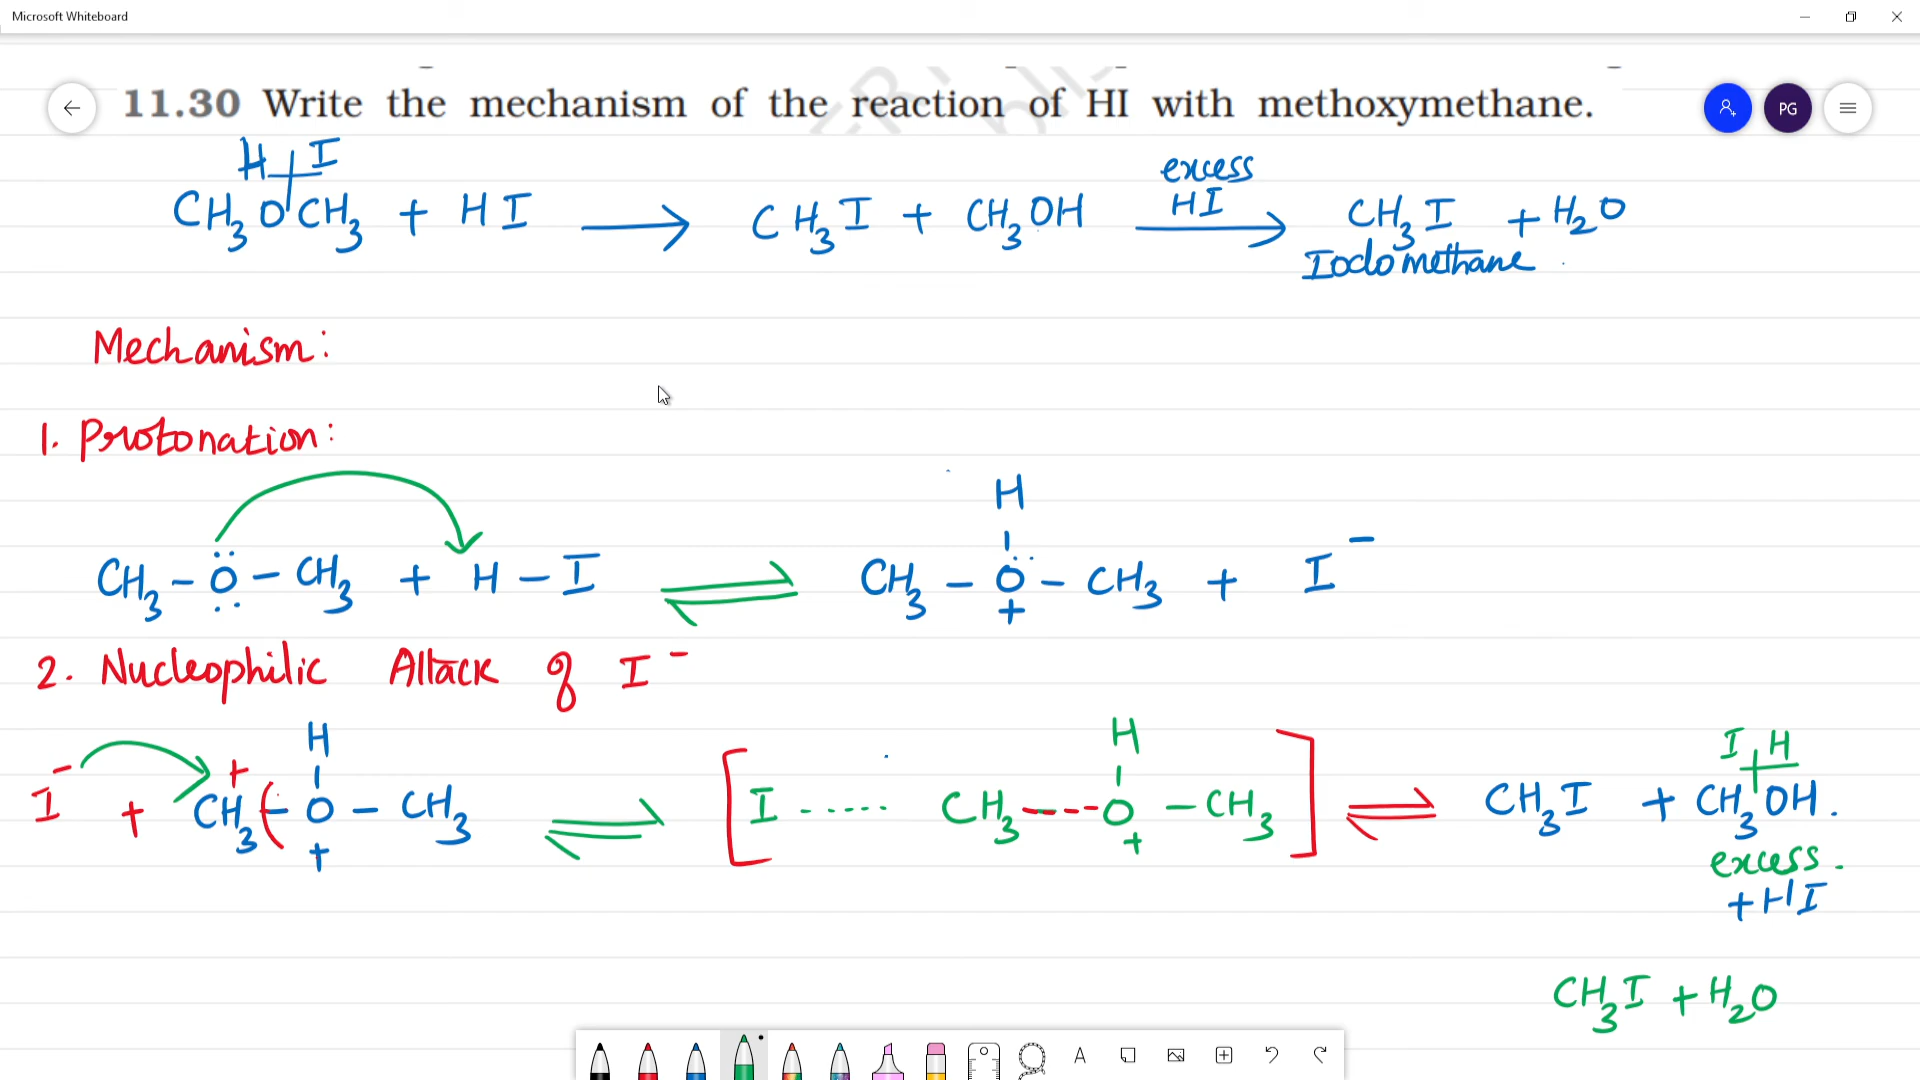 Microsoft Whiteboard
11.30 Write the mechanism of the reaction of HI with methoxymethane.
PG
H I
excess
CH3 O CH3 + HI ⟶ CH3I + CH3OH HI ⟶ CH3I + H2O
Iodomethane
Mechanism:
1. Protonation:
H
CH3 - O - CH3 + H - I ⇌ CH3 - O - CH3 + I -
+
2. Nucleophilic Attack of I -
H H I H
I - + CH3 + - O - CH3 ⇌ [ I ----- CH3 ---- O - CH3 ] ⇌ CH3I + CH3OH.
+ +
excess.
+ HI
CH3I + H2O
A